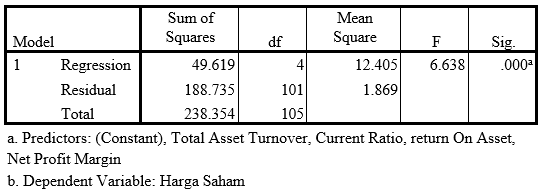 Model Sum of Squares df Mean Square F Sig.
1 Regression 49.619 4 12.405 6.638 .000a
Residual 188.735 101 1.869
Total 238.354 105
a. Predictors: (Constant), Total Asset Turnover, Current Ratio, return On Asset,
Net Profit Margin
b. Dependent Variable: Harga Saham